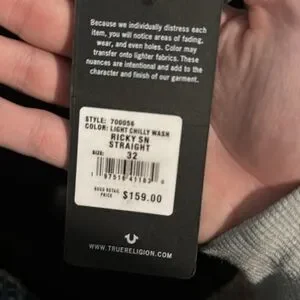 Because we individually distress each
item, you will notice areas of fading,
wear, and even holes. Color may
transfer onto lighter fabrics. These
nuances are intentional and add to the
character and finish of our garment.
STYLE: 700056
COLOR: LIGHT CHILLY WASH
RICKY SN
STRAIGHT
SIZE: 32
SUGG RETAIL
PRICE $159.00
WWW.TRUERELIGION.COM